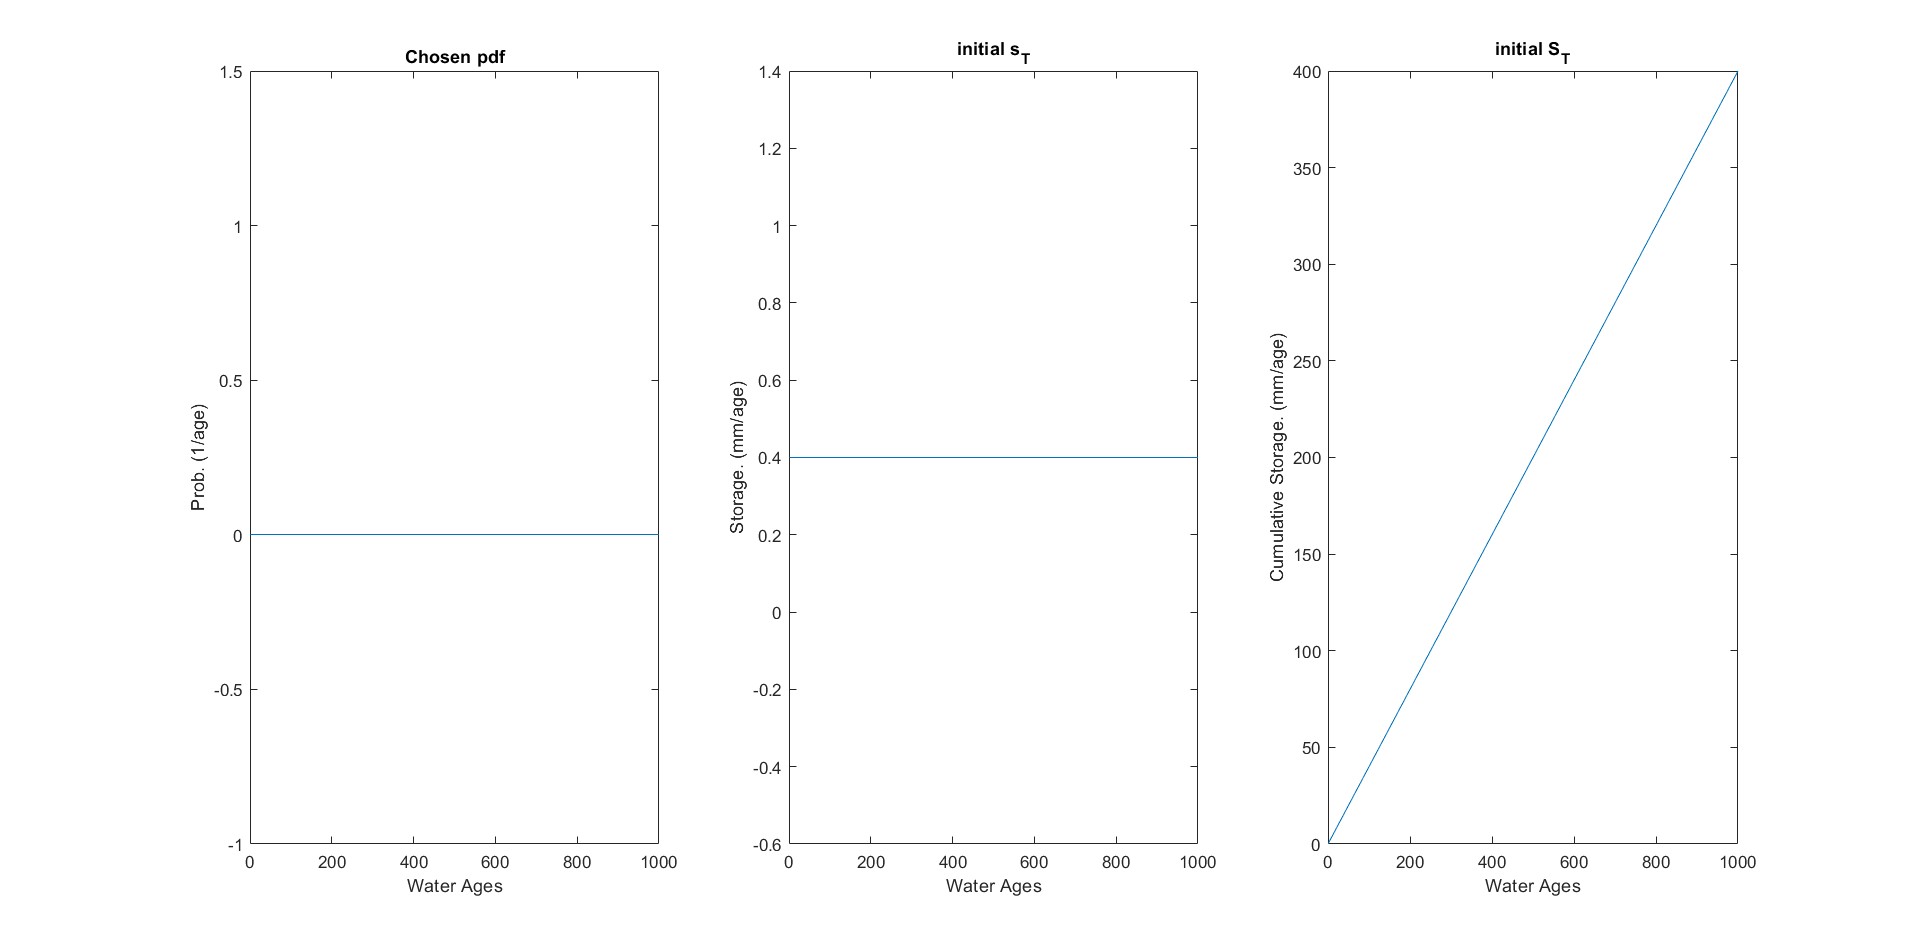 Chosen pdf
1.5
1
0.5
0
-0.5
-1
0 200 400 600 800 1000
Water Ages
Prob. (1/age)
initial s_T
1.4
1.2
1
0.8
0.6
0.4
0.2
0
-0.2
-0.4
-0.6
0 200 400 600 800 1000
Water Ages
Storage. (mm/age)
initial S_T
400
350
300
250
200
150
100
50
0
0 200 400 600 800 1000
Water Ages
Cumulative Storage. (mm/age)